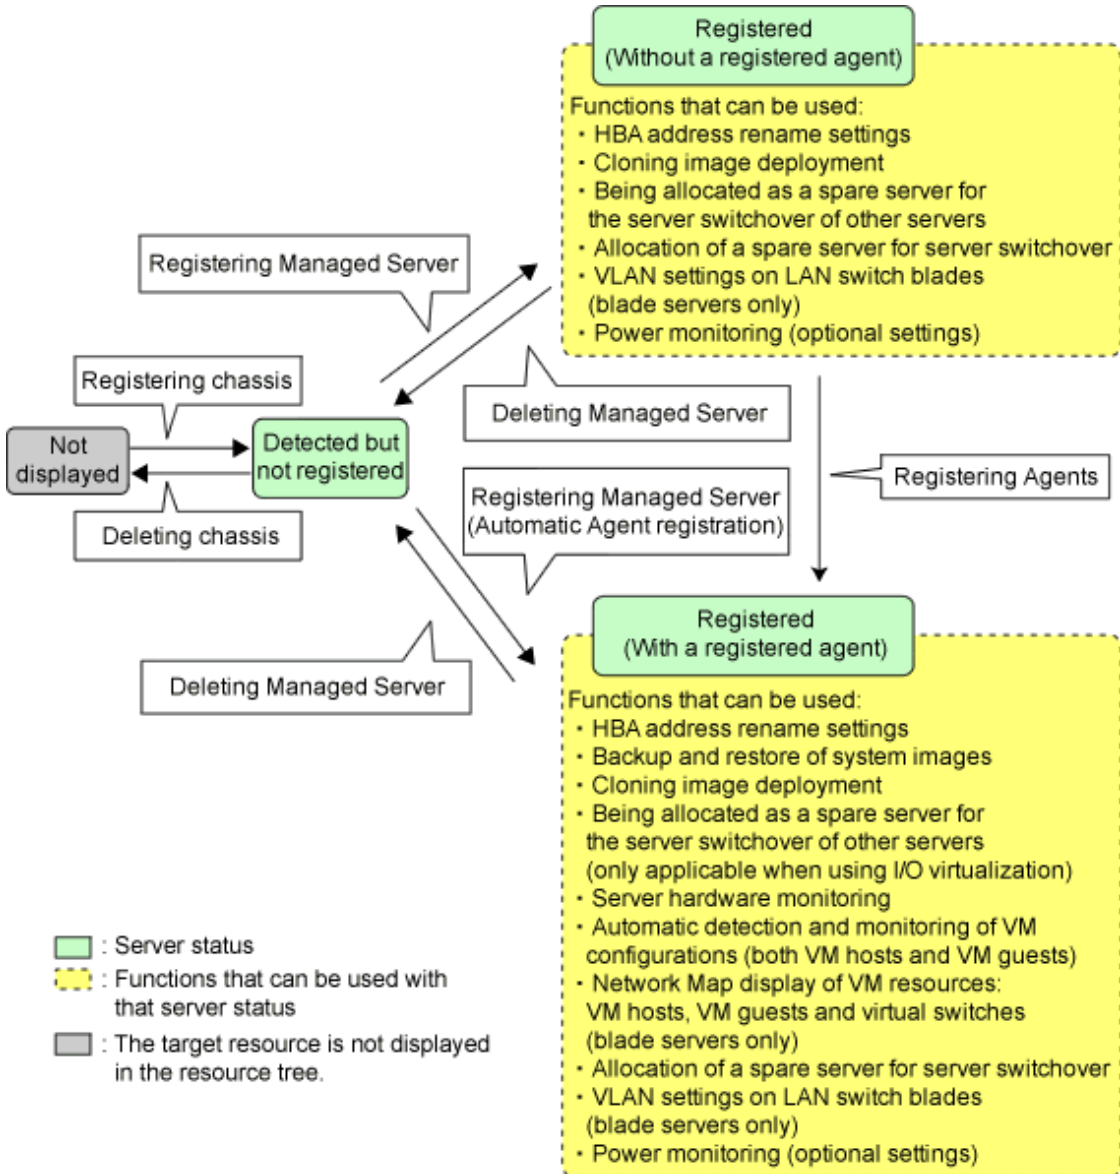 Registered
(Without a registered agent)
Functions that can be used:
・HBA address rename settings
・Cloning image deployment
・Being allocated as a spare server for
the server switchover of other servers
・Allocation of a spare server for server switchover
・VLAN settings on LAN switch blades
(blade servers only)
・Power monitoring (optional settings)
Registering Managed Server
Registering chassis
Deleting Managed Server
Not
displayed
Detected but
not registered
Registering Agents
Registering Managed Server
(Automatic Agent registration)
Deleting chassis
Deleting Managed Server
Registered
(With a registered agent)
Functions that can be used:
・HBA address rename settings
・Backup and restore of system images
・Cloning image deployment
・Being allocated as a spare server for
the server switchover of other servers
(only applicable when using I/O virtualization)
・Server hardware monitoring
・Automatic detection and monitoring of VM
configurations (both VM hosts and VM guests)
・Network Map display of VM resources:
VM hosts, VM guests and virtual switches
(blade servers only)
・Allocation of a spare server for server switchover
・VLAN settings on LAN switch blades
(blade servers only)
・Power monitoring (optional settings)
: Server status
: Functions that can be used with
that server status
: The target resource is not displayed
in the resource tree.